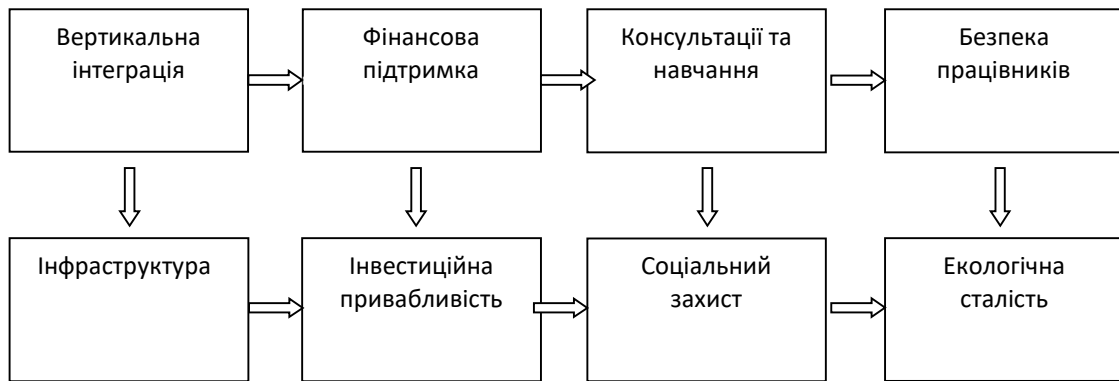 Вертикальна
інтеграція
Фінансова
підтримка
Консультації та
навчання
Безпека
працівників
Інфраструктура
Інвестиційна
привабливість
Соціальний
захист
Екологічна
сталість